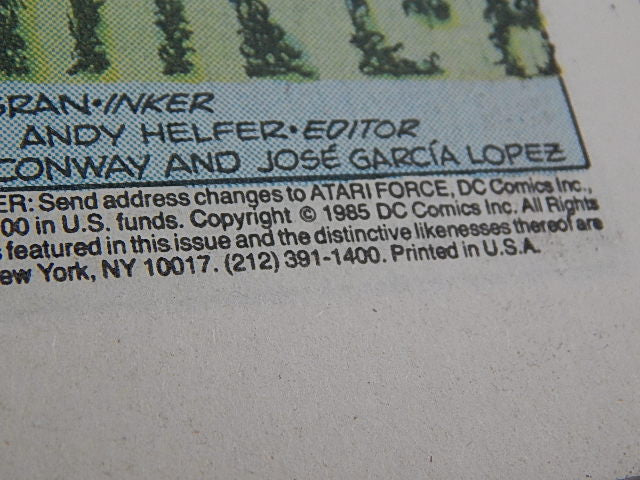 GRAN•INKER
ANDY HELFER•EDITOR
CONWAY AND JOSÉ GARCÍA LOPEZ
ER: Send address changes to ATARI FORCE, DC Comics Inc.,
00 in U.S. funds. Copyright © 1985 DC Comics Inc. All Rights
s featured in this issue and the distinctive likenesses thereof are
ew York, NY 10017. (212) 391-1400. Printed in U.S.A.